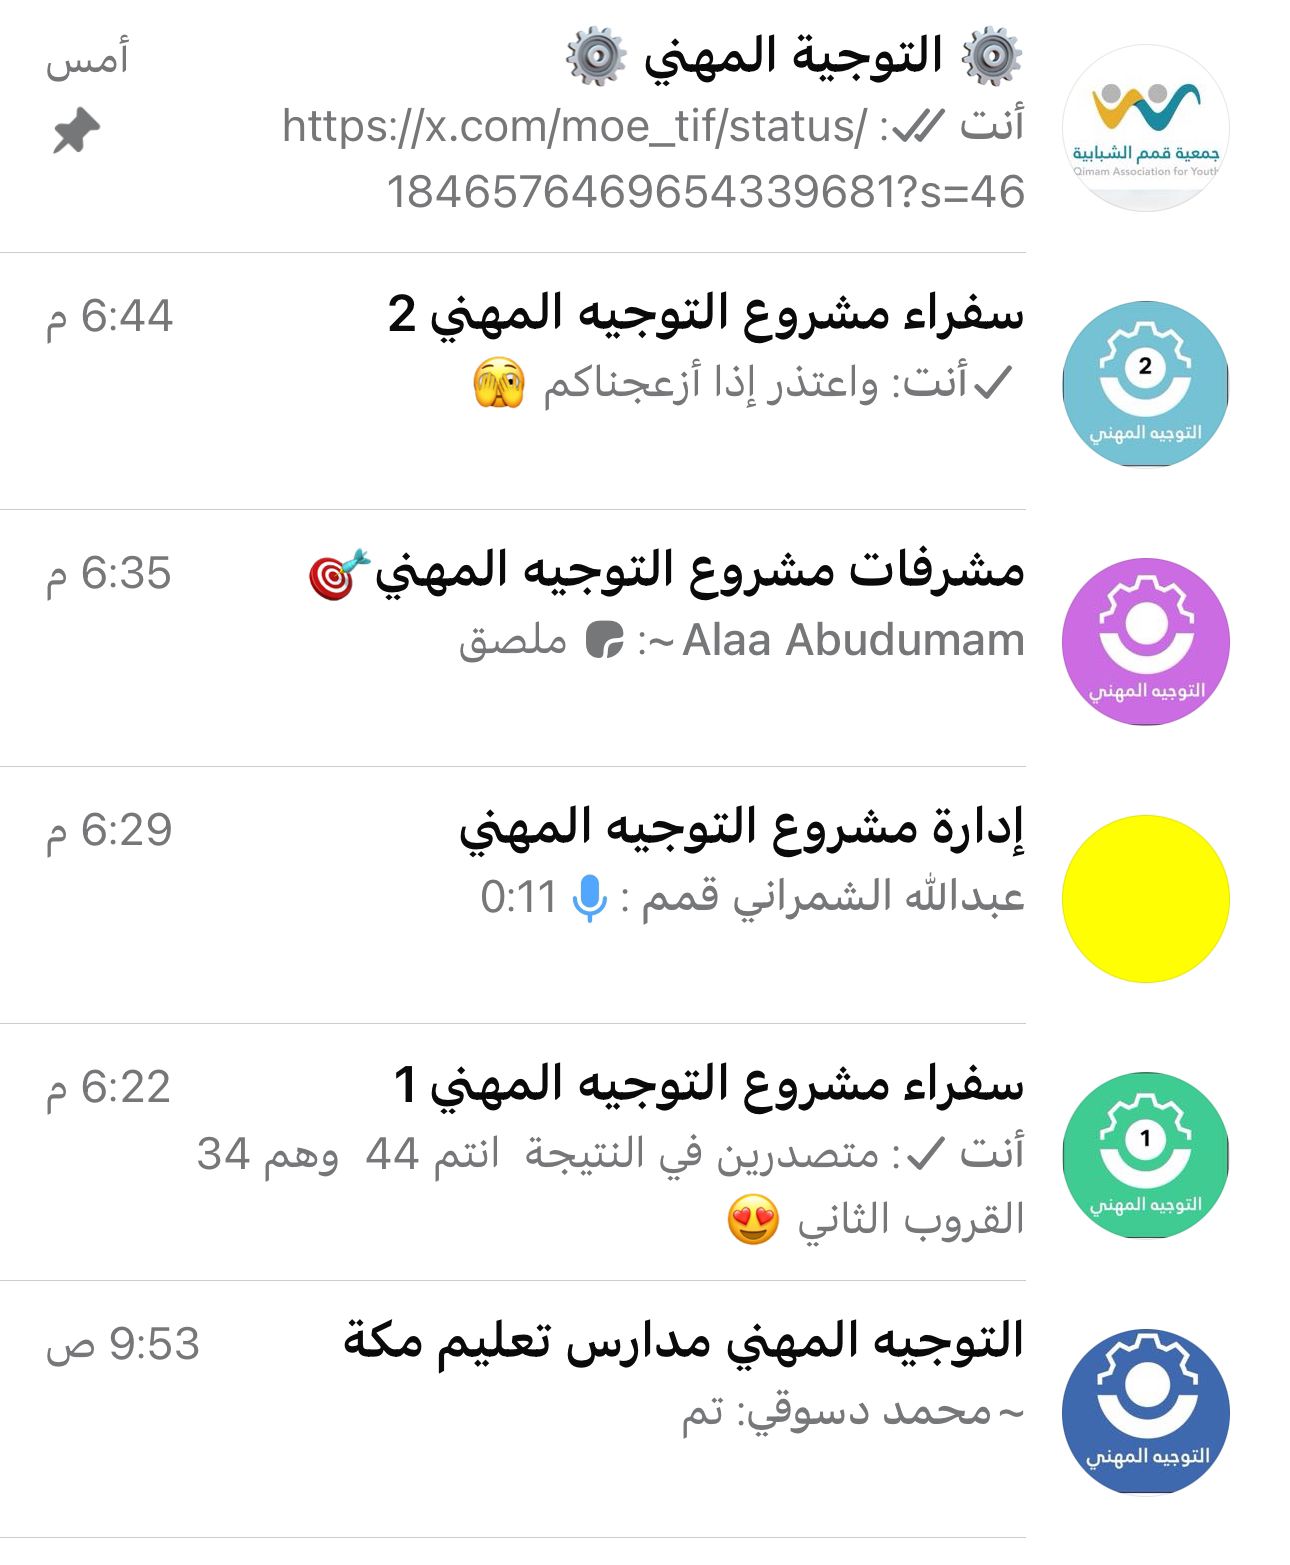 ⚙️ التوجية المهني ⚙️
أمس
أنت: https://x.com/moe_tif/status/
1846576469654339681?s=46
جمعية قمم الشبابية
Qimam Association for Youth
سفراء مشروع التوجيه المهني 2
6:44 م
أنت: واعتذر إذا أزعجناكم 🫣
2
التوجيه المهني
مشرفات مشروع التوجيه المهني🎯
6:35 م
Alaa Abudumam ~: ملصق
التوجيه المهني
إدارة مشروع التوجيه المهني
6:29 م
عبدالله الشمراني قمم : 0:11
سفراء مشروع التوجيه المهني 1
6:22 م
أنت: متصدرين في النتيجة انتم 44 وهم 34
القروب الثاني 😍
1
التوجيه المهني
التوجيه المهني مدارس تعليم مكة
9:53 ص
~محمد دسوقي: تم
التوجيه المهني